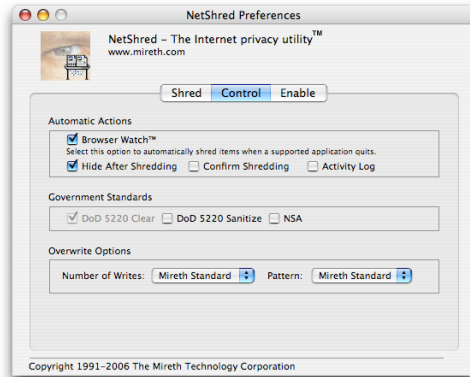 NetShred Preferences
NetShred – The Internet privacy utility™
www.mireth.com
Shred Control Enable
Automatic Actions
Browser Watch™
Select this option to automatically shred items when a supported application quits.
Hide After Shredding Confirm Shredding Activity Log
Government Standards
DoD 5220 Clear DoD 5220 Sanitize NSA
Overwrite Options
Number of Writes: Mireth Standard Pattern: Mireth Standard
Copyright 1991-2006 The Mireth Technology Corporation